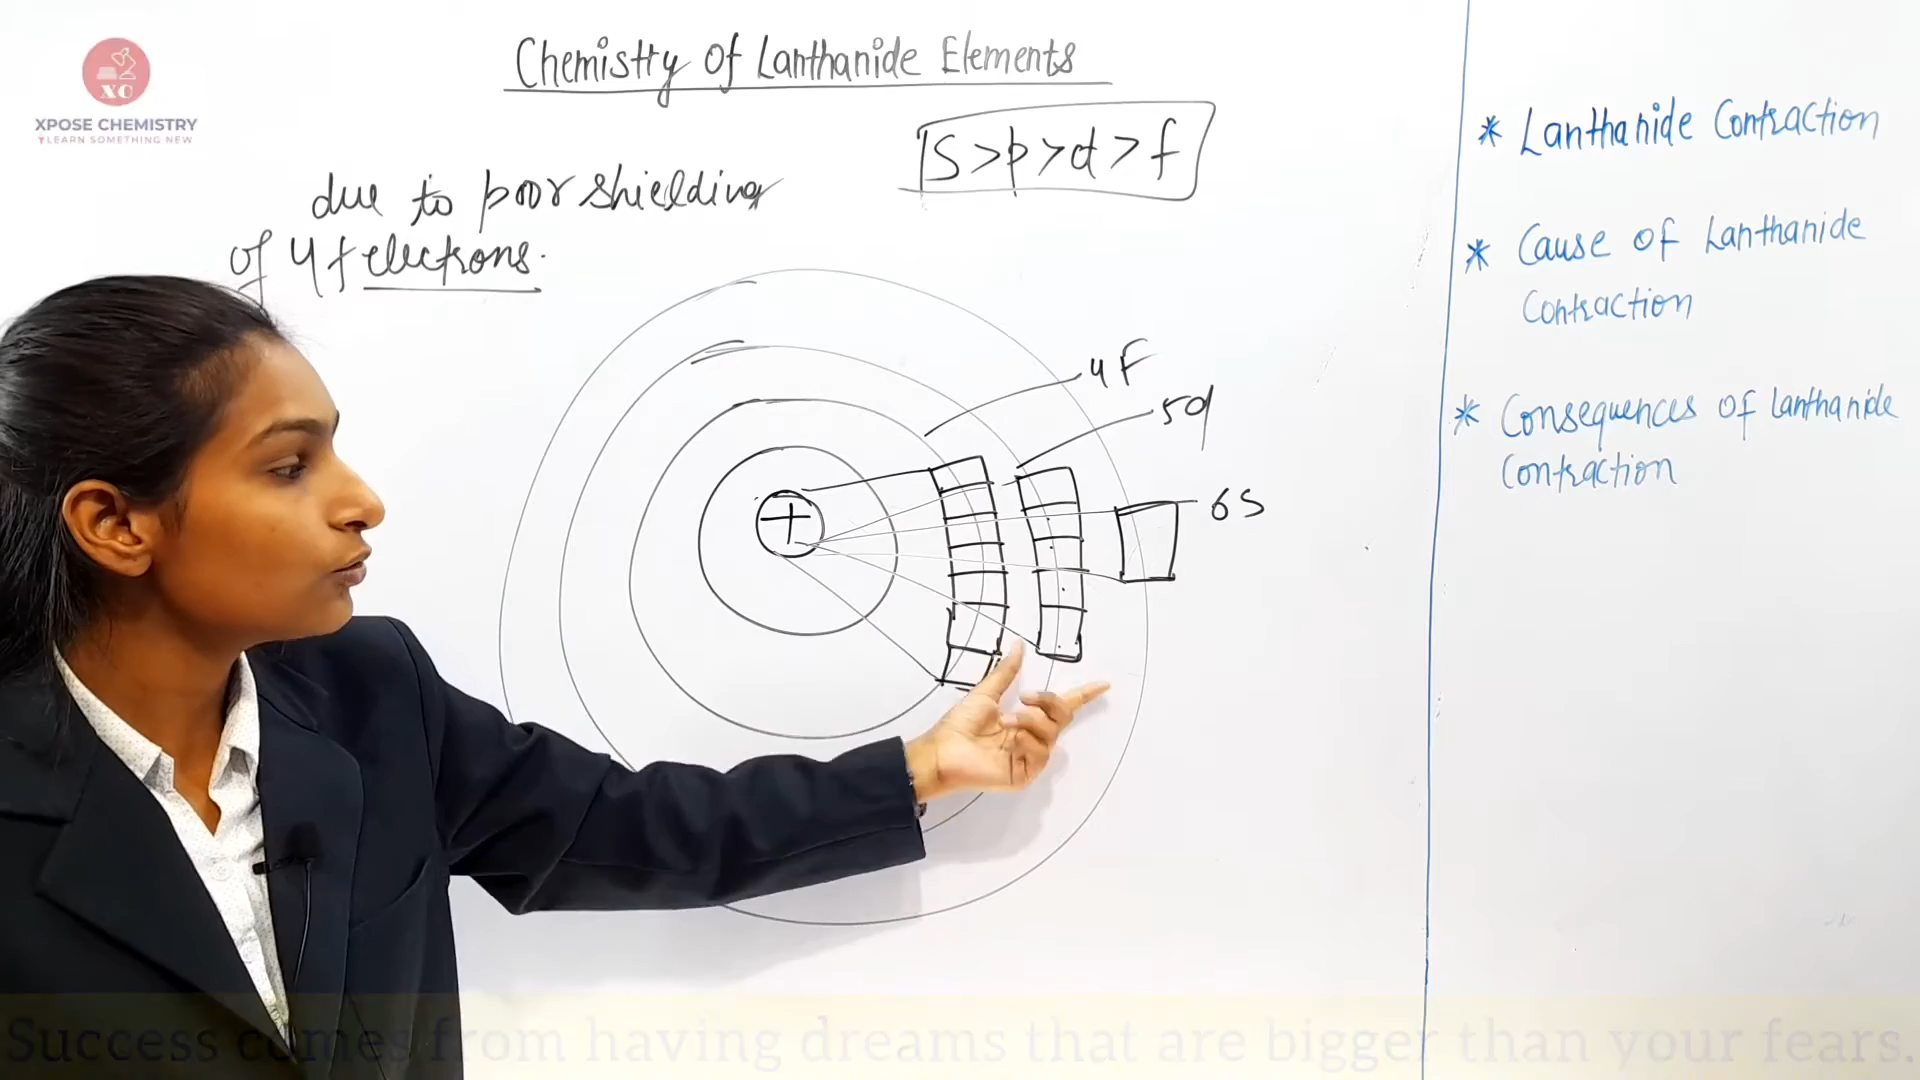 Chemistry Of Lanthanide Elements
XC
XPOSE CHEMISTRY
LEARN SOMETHING NEW
S>p>d>f
due to poor shielding
of 4f electrons.
4F
5d
6S
+
* Lanthanide Contraction
* Cause of Lanthanide
Contraction
* Consequences of Lanthanide
Contraction
Success comes from having dreams that are bigger than your fears.